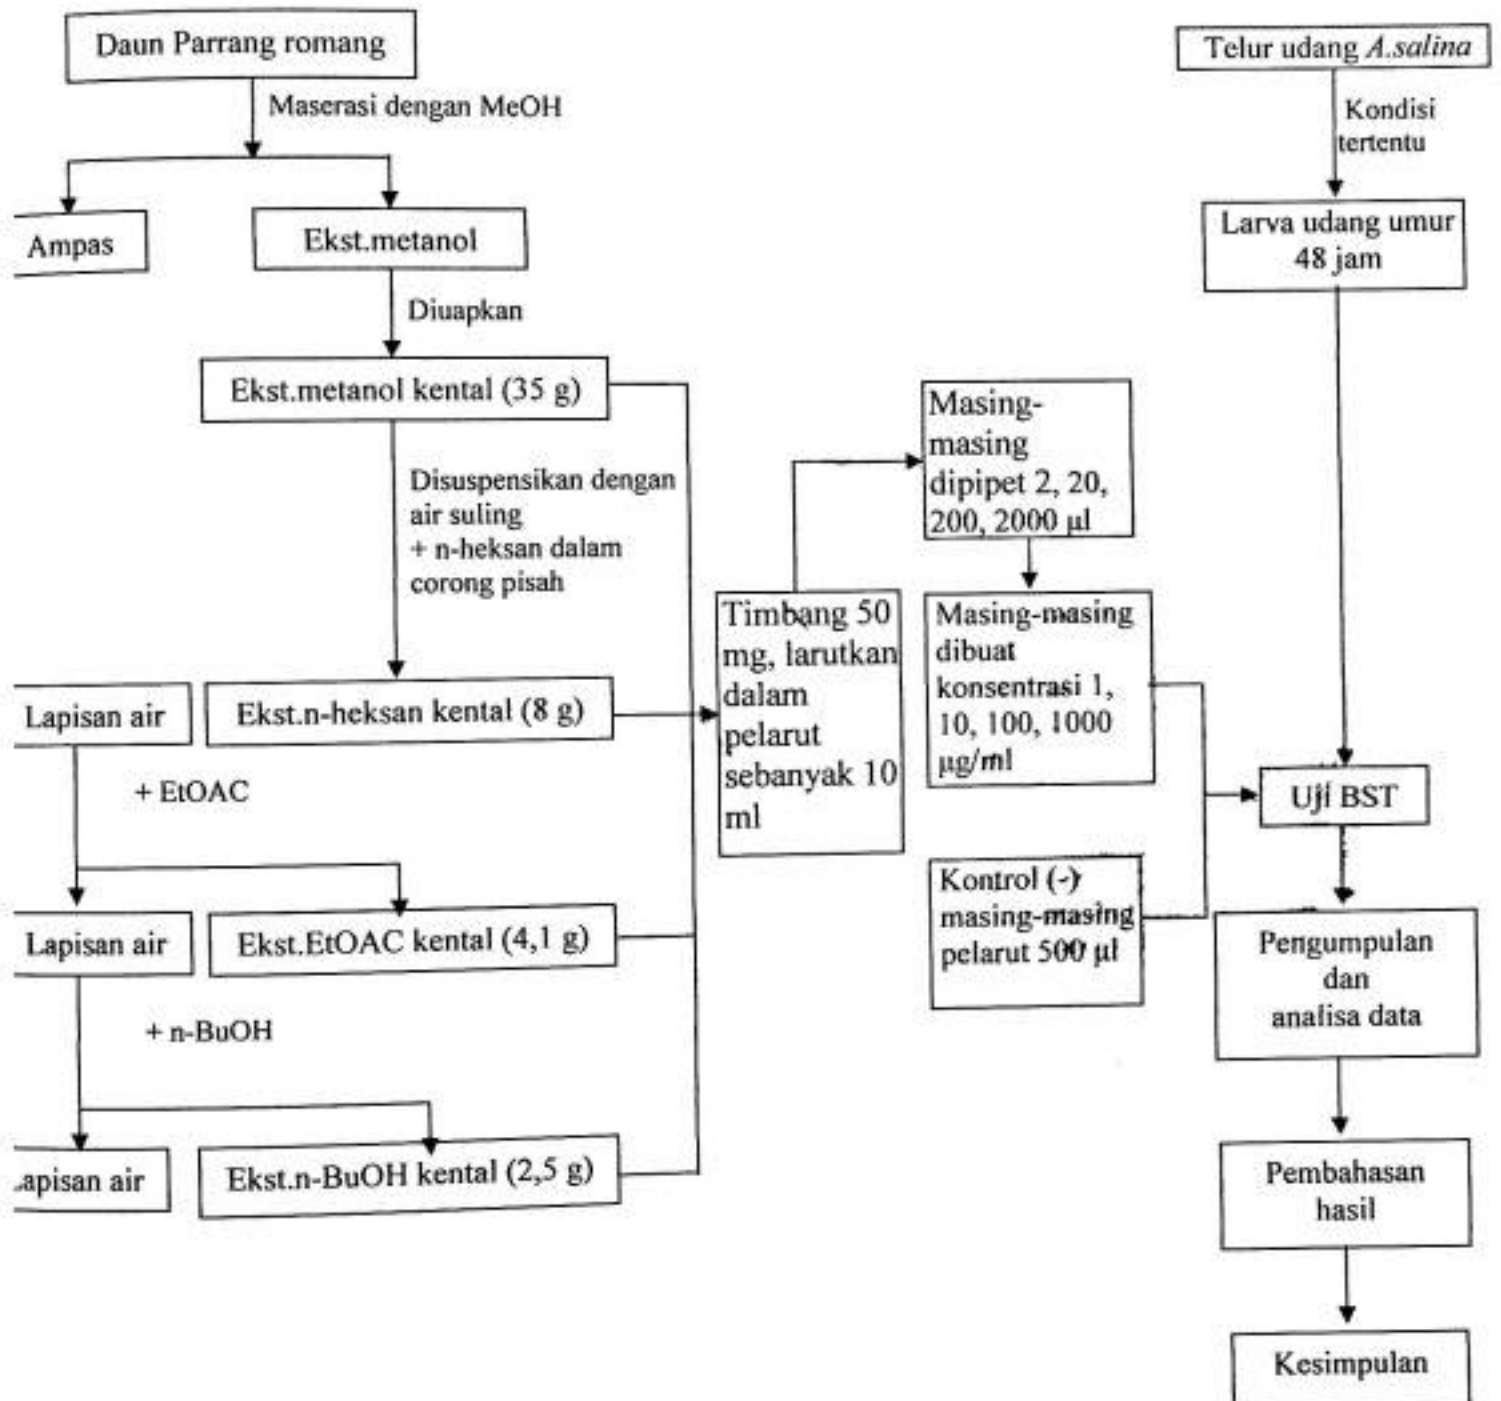 Daun Parrang romang
Maserasi dengan MeOH
Ampas
Ekst.metanol
Diuapkan
Ekst.metanol kental (35 g)
Disuspensikan dengan
air suling
+ n-heksan dalam
corong pisah
Lapisan air
Ekst.n-heksan kental (8 g)
+ EtOAC
Lapisan air
Ekst.EtOAC kental (4,1 g)
+ n-BuOH
apisan air
Ekst.n-BuOH kental (2,5 g)
Timbang 50
mg, larutkan
dalam
pelarut
sebanyak 10
ml
Masing-
masing
dipipet 2, 20,
200, 2000 µl
Masing-masing
dibuat
konsentrasi 1,
10, 100, 1000
µg/ml
Kontrol (-)
masing-masing
pelarut 500 µl
Telur udang A.salina
Kondisi
tertentu
Larva udang umur
48 jam
Uji BST
Pengumpulan
dan
analisa data
Pembahasan
hasil
Kesimpulan